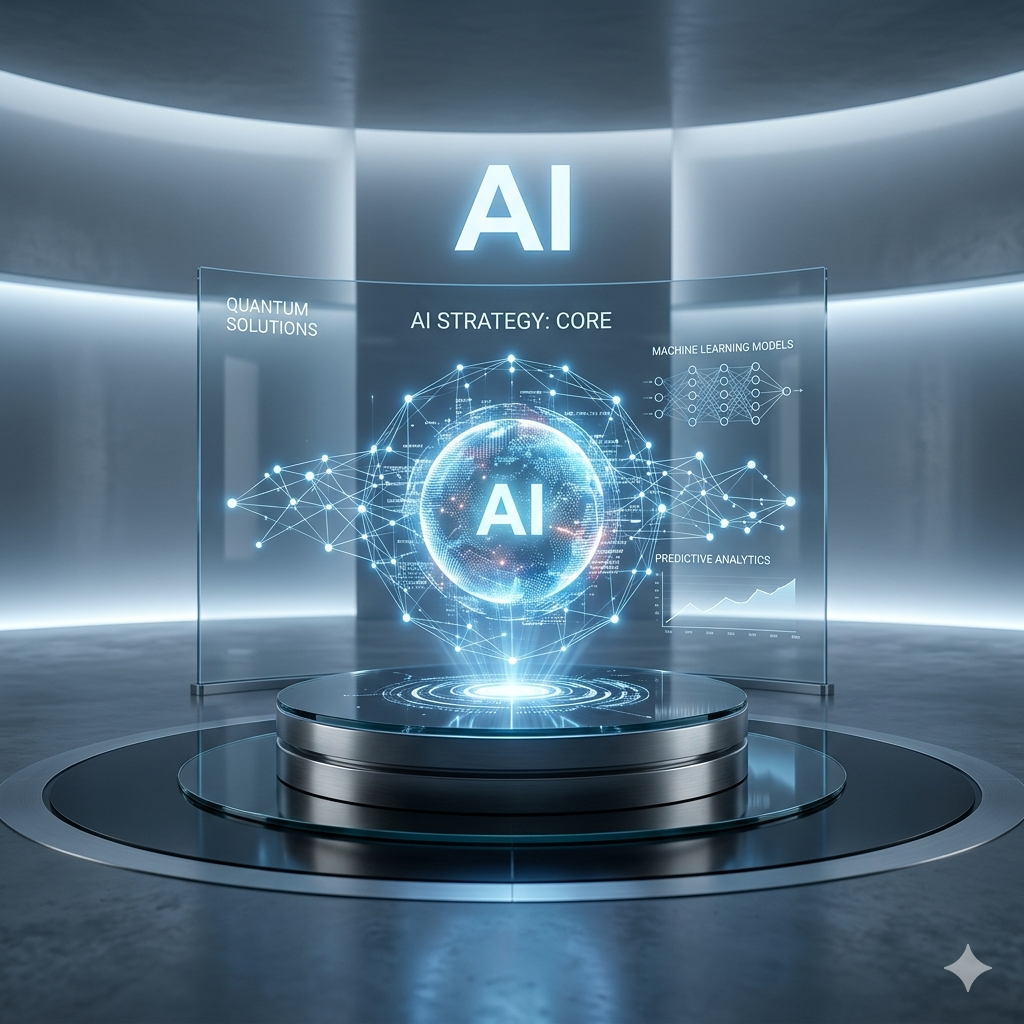 AI
QUANTUM
SOLUTIONS
AI STRATEGY: CORE
MACHINE LEARNING MODELS
AI
PREDICTIVE ANALYTICS